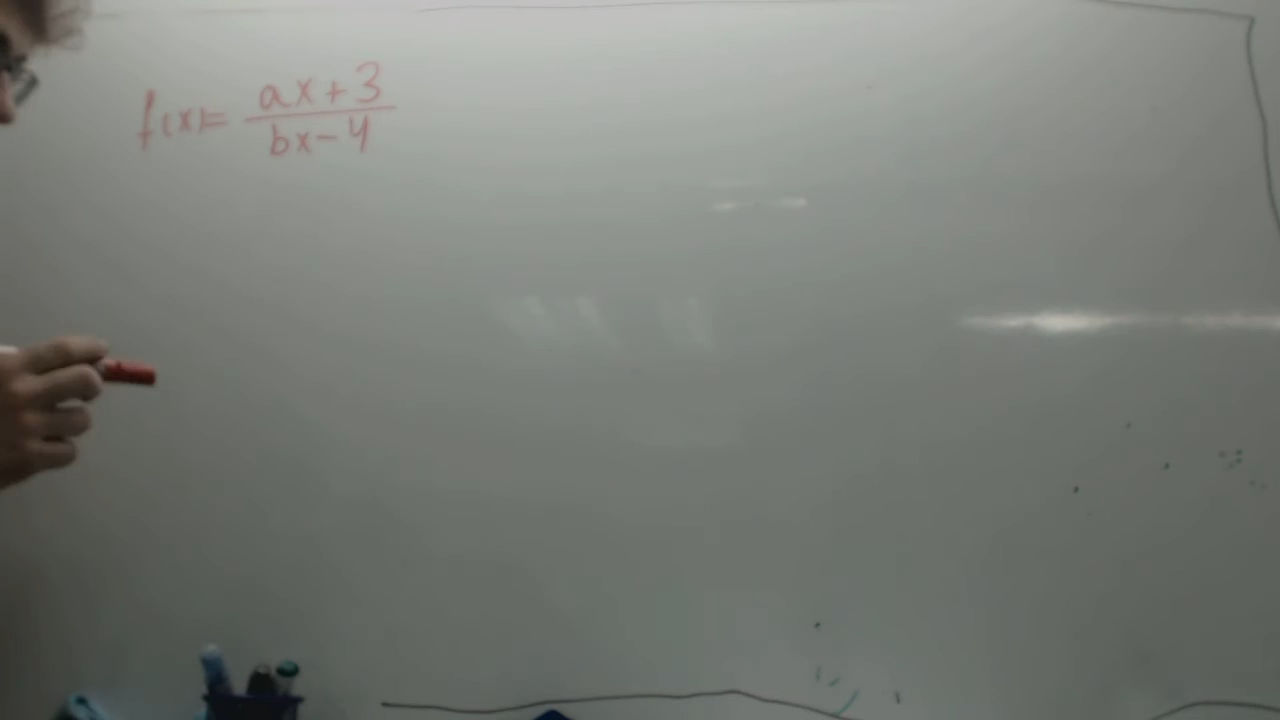 f(x)= ax+3 / bx-4